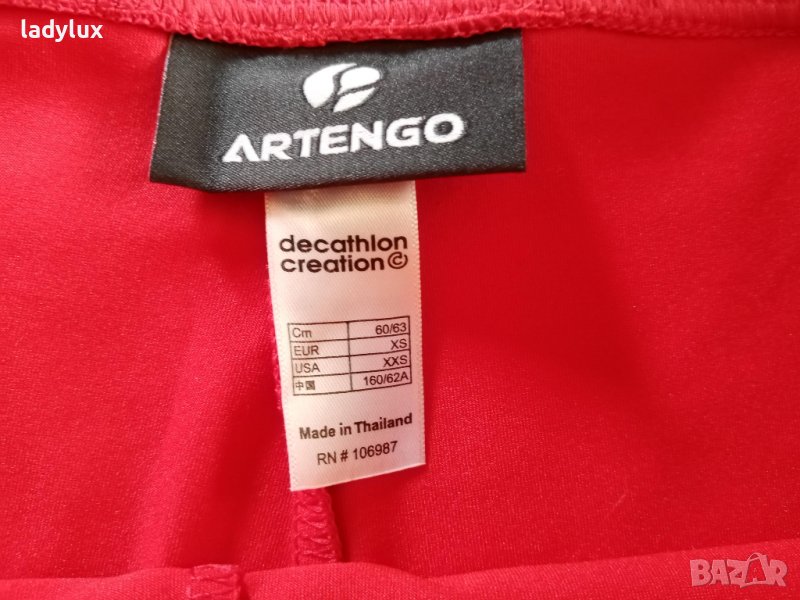 ladylux
ARTENGO
decathlon
creation©
Cm 60/63
EUR XS
USA XXS
中国 160/62A
Made in Thailand
RN # 106987
BAZAR